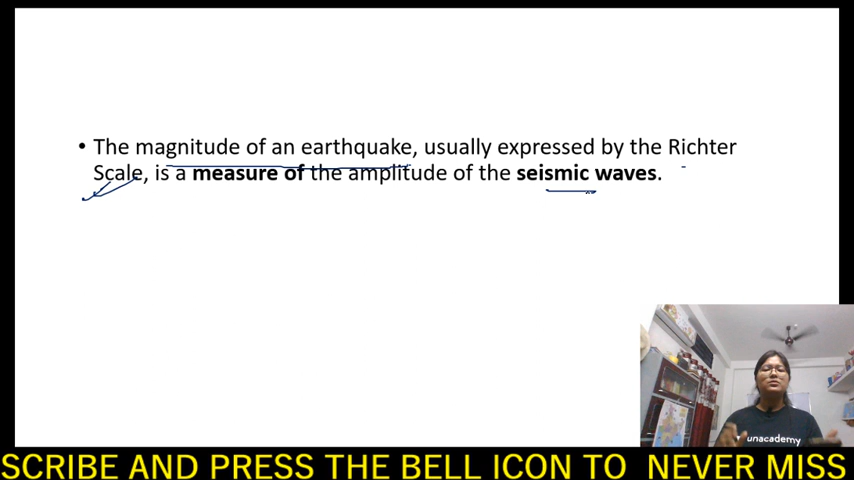 • The magnitude of an earthquake, usually expressed by the Richter
Scale, is a measure of the amplitude of the seismic waves.
unacademy
SCRIBE AND PRESS THE BELL ICON TO NEVER MISS